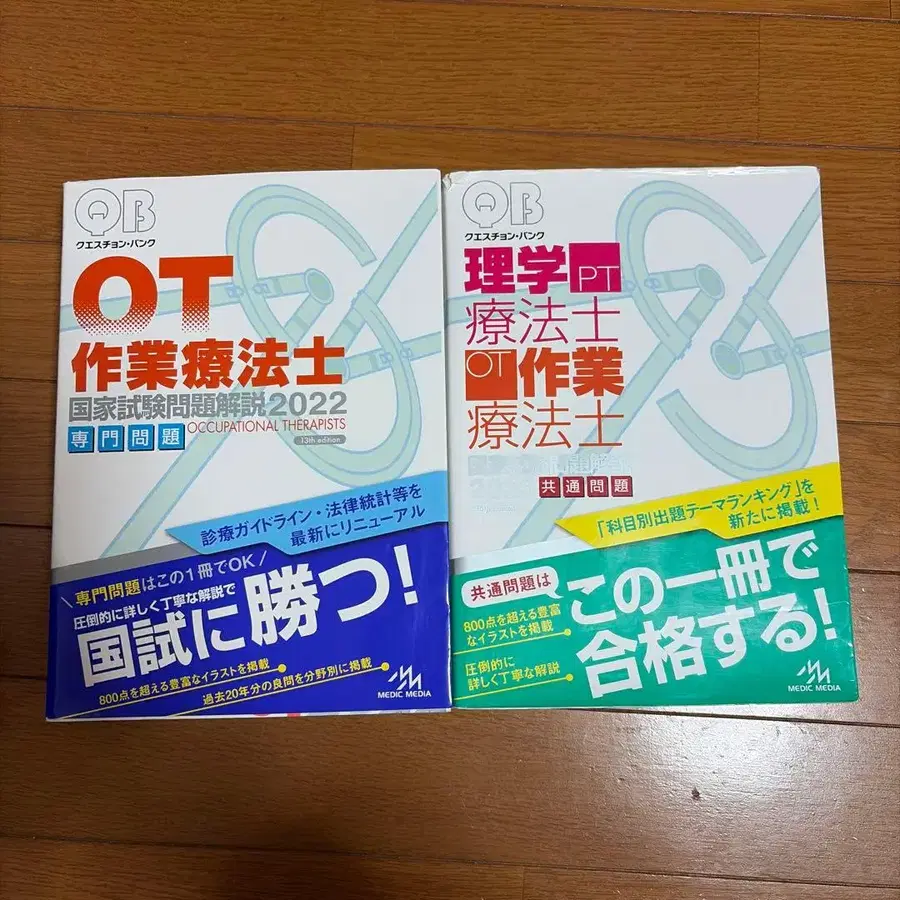 QB
クエスチョン・バンク
OT
作業療法士
国家試験問題解説2022
専門問題
OCCUPATIONAL THERAPISTS
13th edition
診療ガイドライン・法律統計等を
最新にリニューアル
専門問題はこの1冊でOK
圧倒的に詳しく丁寧な解説で
国試に勝つ!
800点を超える豊富なイラストを掲載
過去20年分の良問を分野別に掲載
MEDIC MEDIA
QB
クエスチョン・バンク
理学PT
療法士
OT作業
療法士
共通問題
「科目別出題テーマランキング」を
新たに掲載!
共通問題は
この一冊で
合格する!
800点を超える豊富
なイラストを掲載
圧倒的に
詳しく丁寧な解説
MEDIC MEDIA